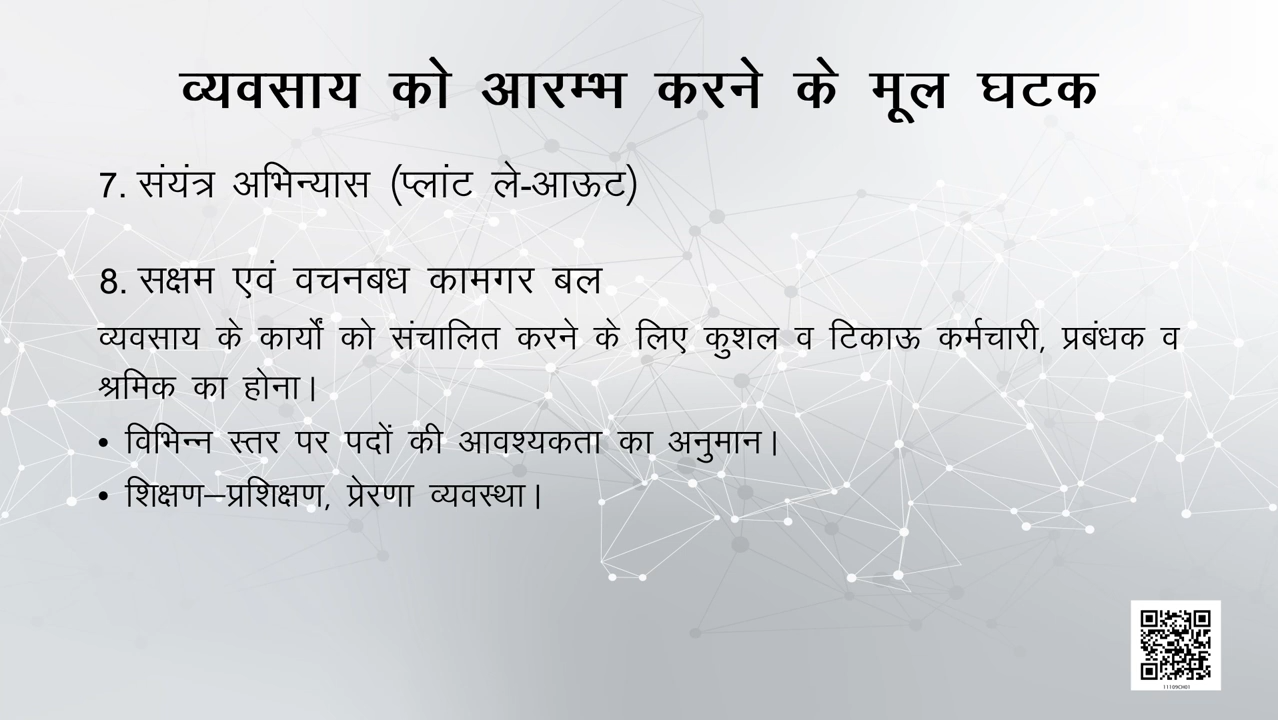 व्यवसाय को आरम्भ करने के मूल घटक
7. संयंत्र अभिन्यास (प्लांट ले-आऊट)
8. सक्षम एवं वचनबध कामगर बल
व्यवसाय के कार्यों को संचालित करने के लिए कुशल व टिकाऊ कर्मचारी, प्रबंधक व
श्रमिक का होना।
• विभिन्न स्तर पर पदों की आवश्यकता का अनुमान।
• शिक्षण–प्रशिक्षण, प्रेरणा व्यवस्था।
11109CH01